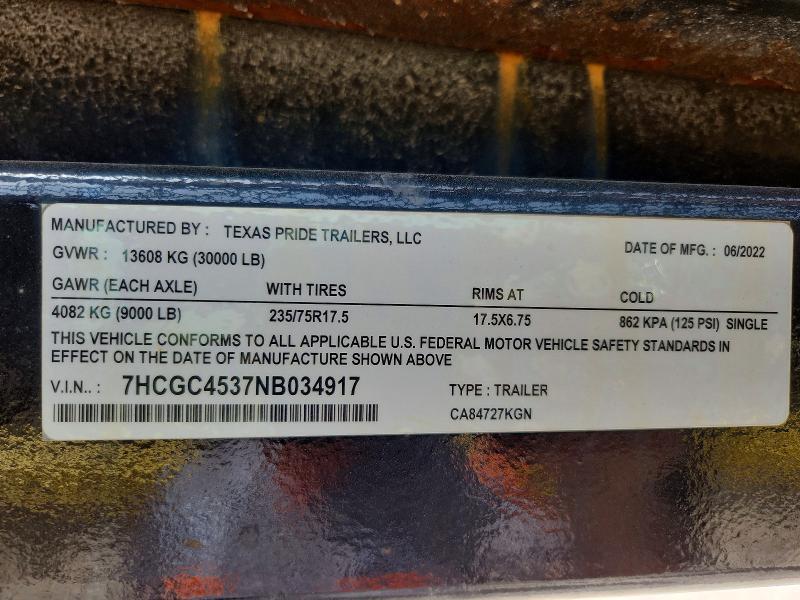 MANUFACTURED BY : TEXAS PRIDE TRAILERS, LLC
DATE OF MFG. : 06/2022
GVWR : 13608 KG (30000 LB)
GAWR (EACH AXLE) WITH TIRES RIMS AT COLD
4082 KG (9000 LB) 235/75R17.5 17.5X6.75 862 KPA (125 PSI) SINGLE
THIS VEHICLE CONFORMS TO ALL APPLICABLE U.S. FEDERAL MOTOR VEHICLE SAFETY STANDARDS IN
EFFECT ON THE DATE OF MANUFACTURE SHOWN ABOVE
V.I.N.. : 7HCGC4537NB034917 TYPE : TRAILER
CA84727KGN